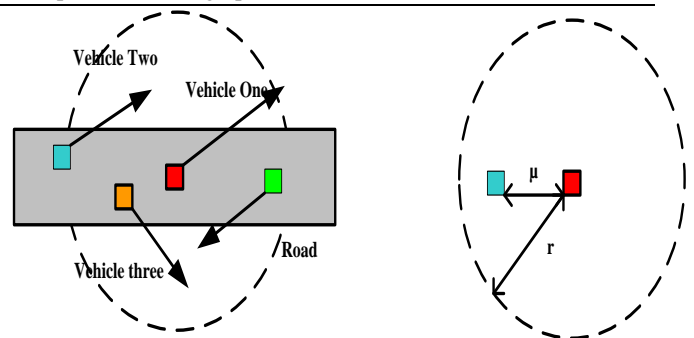 Vehicle Two
Vehicle One
Vehicle three
Road
μ
r